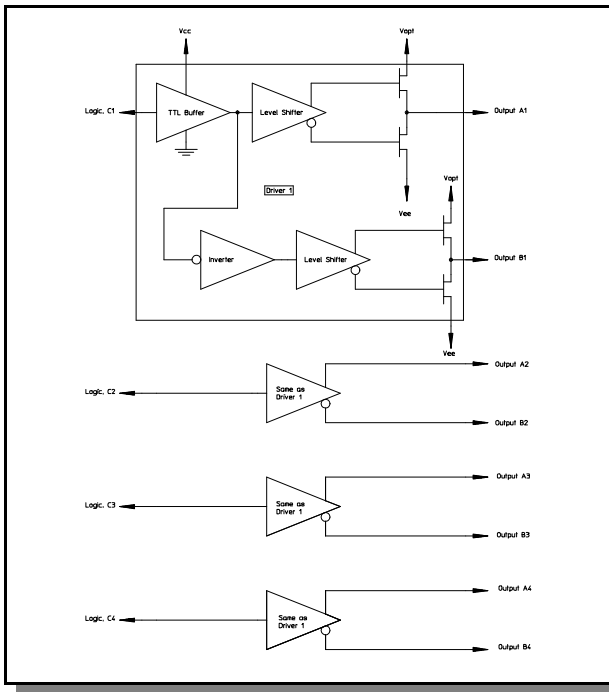 Vcc
Vopt
Logic, C1
TTL Buffer
Level Shifter
Output A1
Driver 1
Vopt
Vee
Inverter
Level Shifter
Output B1
Vee
Output A2
Logic, C2
Same as
Driver 1
Output B2
Output A3
Logic, C3
Same as
Driver 1
Output B3
Output A4
Logic, C4
Same as
Driver 1
Output B4